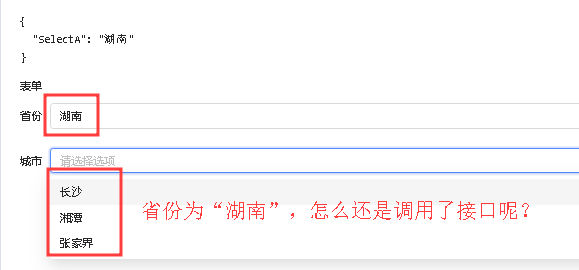 {
"SelectA": "湖南"
}
表单
省份 湖南
城市 请选择选项
长沙
湘潭
张家界
省份为“湖南”，怎么还是调用了接口呢？